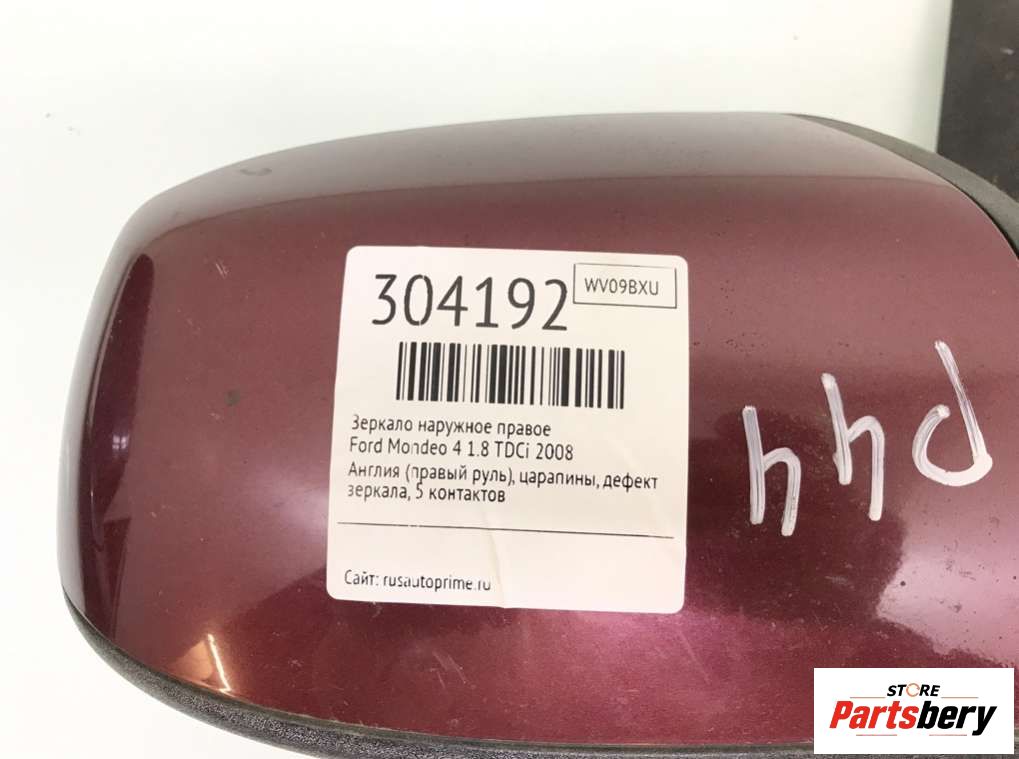 304192
WV09BXU
Зеркало наружное правое
Ford Mondeo 4 1.8 TDCi 2008
Англия (правый руль), царапины, дефект
зеркала, 5 контактов
Сайт: rusautoprime.ru
P44
STORE
Partsbery